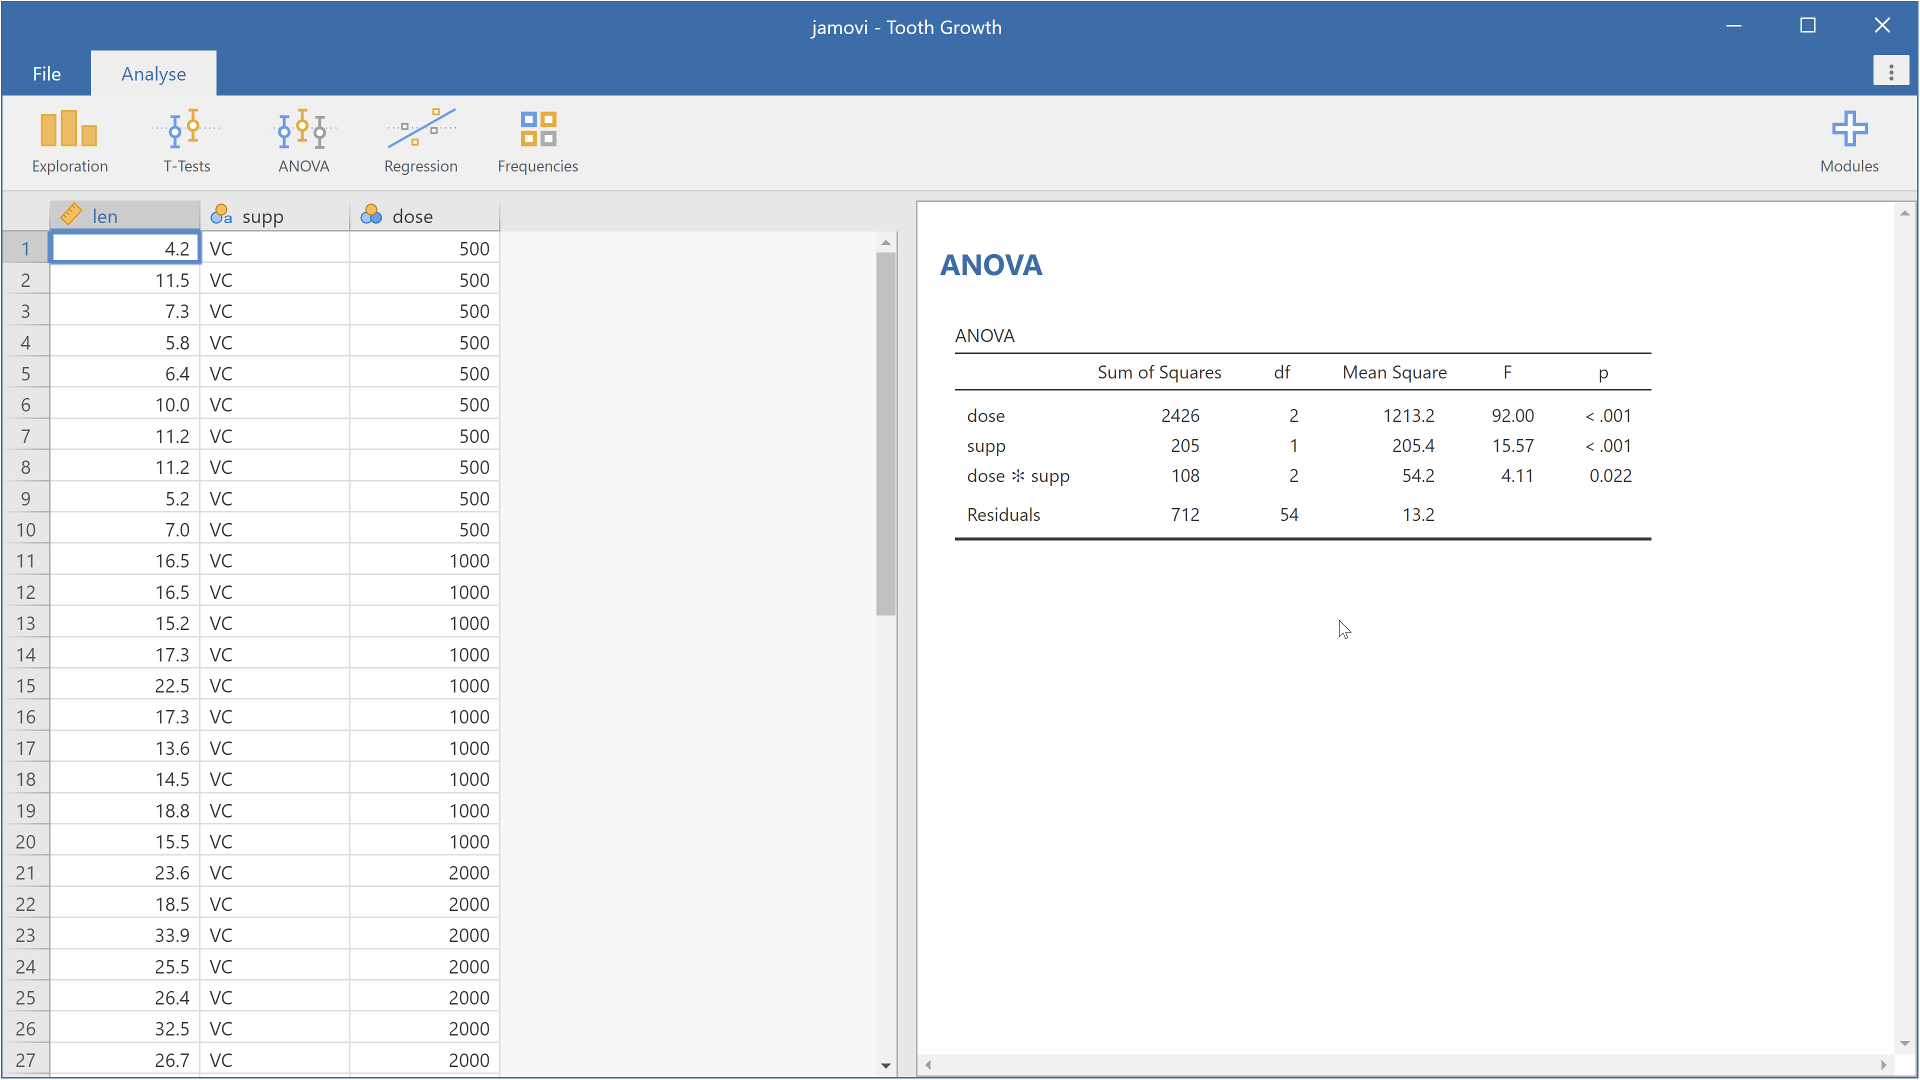 jamovi - Tooth Growth
File Analyse
Exploration T-Tests ANOVA Regression Frequencies Modules
len supp dose
1 4.2 VC 500
2 11.5 VC 500
3 7.3 VC 500
4 5.8 VC 500
5 6.4 VC 500
6 10.0 VC 500
7 11.2 VC 500
8 11.2 VC 500
9 5.2 VC 500
10 7.0 VC 500
11 16.5 VC 1000
12 16.5 VC 1000
13 15.2 VC 1000
14 17.3 VC 1000
15 22.5 VC 1000
16 17.3 VC 1000
17 13.6 VC 1000
18 14.5 VC 1000
19 18.8 VC 1000
20 15.5 VC 1000
21 23.6 VC 2000
22 18.5 VC 2000
23 33.9 VC 2000
24 25.5 VC 2000
25 26.4 VC 2000
26 32.5 VC 2000
27 26.7 VC 2000
ANOVA
ANOVA
Sum of Squares df Mean Square F p
dose 2426 2 1213.2 92.00 < .001
supp 205 1 205.4 15.57 < .001
dose ✻ supp 108 2 54.2 4.11 0.022
Residuals 712 54 13.2